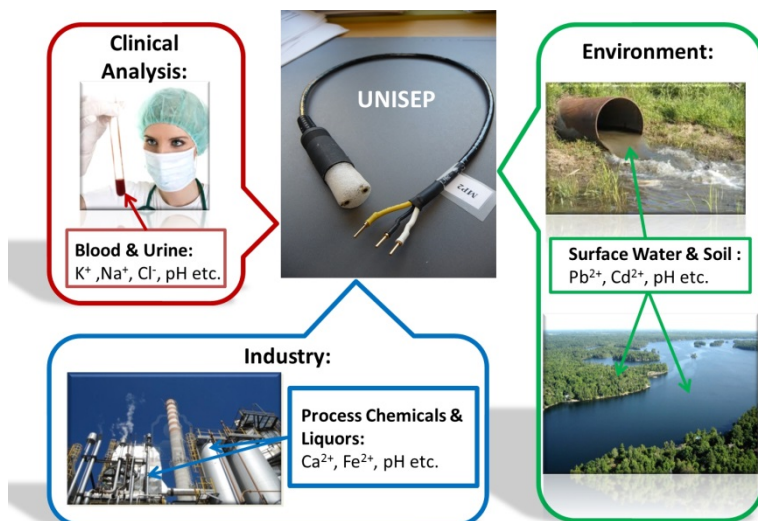 Clinical
Analysis:
Blood & Urine:
K⁺ ,Na⁺, Cl⁻, pH etc.
UNISEP
MP2
Environment:
Surface Water & Soil :
Pb²⁺, Cd²⁺, pH etc.
Industry:
Process Chemicals &
Liquors:
Ca²⁺, Fe²⁺, pH etc.